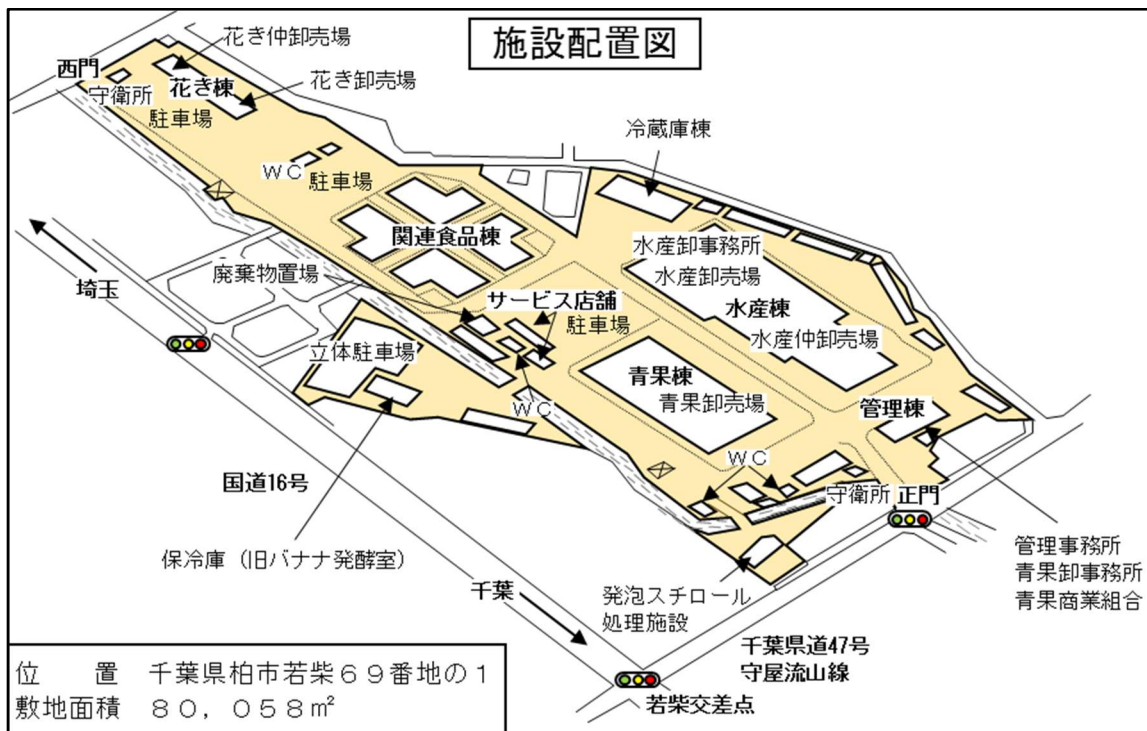 施設配置図
花き仲卸売場
西門
花き棟
花き卸売場
守衛所
駐車場
冷蔵庫棟
ＷＣ
駐車場
関連食品棟
水産卸事務所
水産卸売場
廃棄物置場
埼玉
サービス店舗
駐車場
水産棟
水産仲卸売場
立体駐車場
青果棟
青果卸売場
ＷＣ
管理棟
ＷＣ
国道16号
守衛所
正門
保冷庫（旧バナナ発酵室）
管理事務所
青果卸事務所
青果商業組合
千葉
発泡スチロール
処理施設
千葉県道47号
守屋流山線
若柴交差点
位　　置　千葉県柏市若柴６９番地の１
敷地面積　８０，０５８㎡